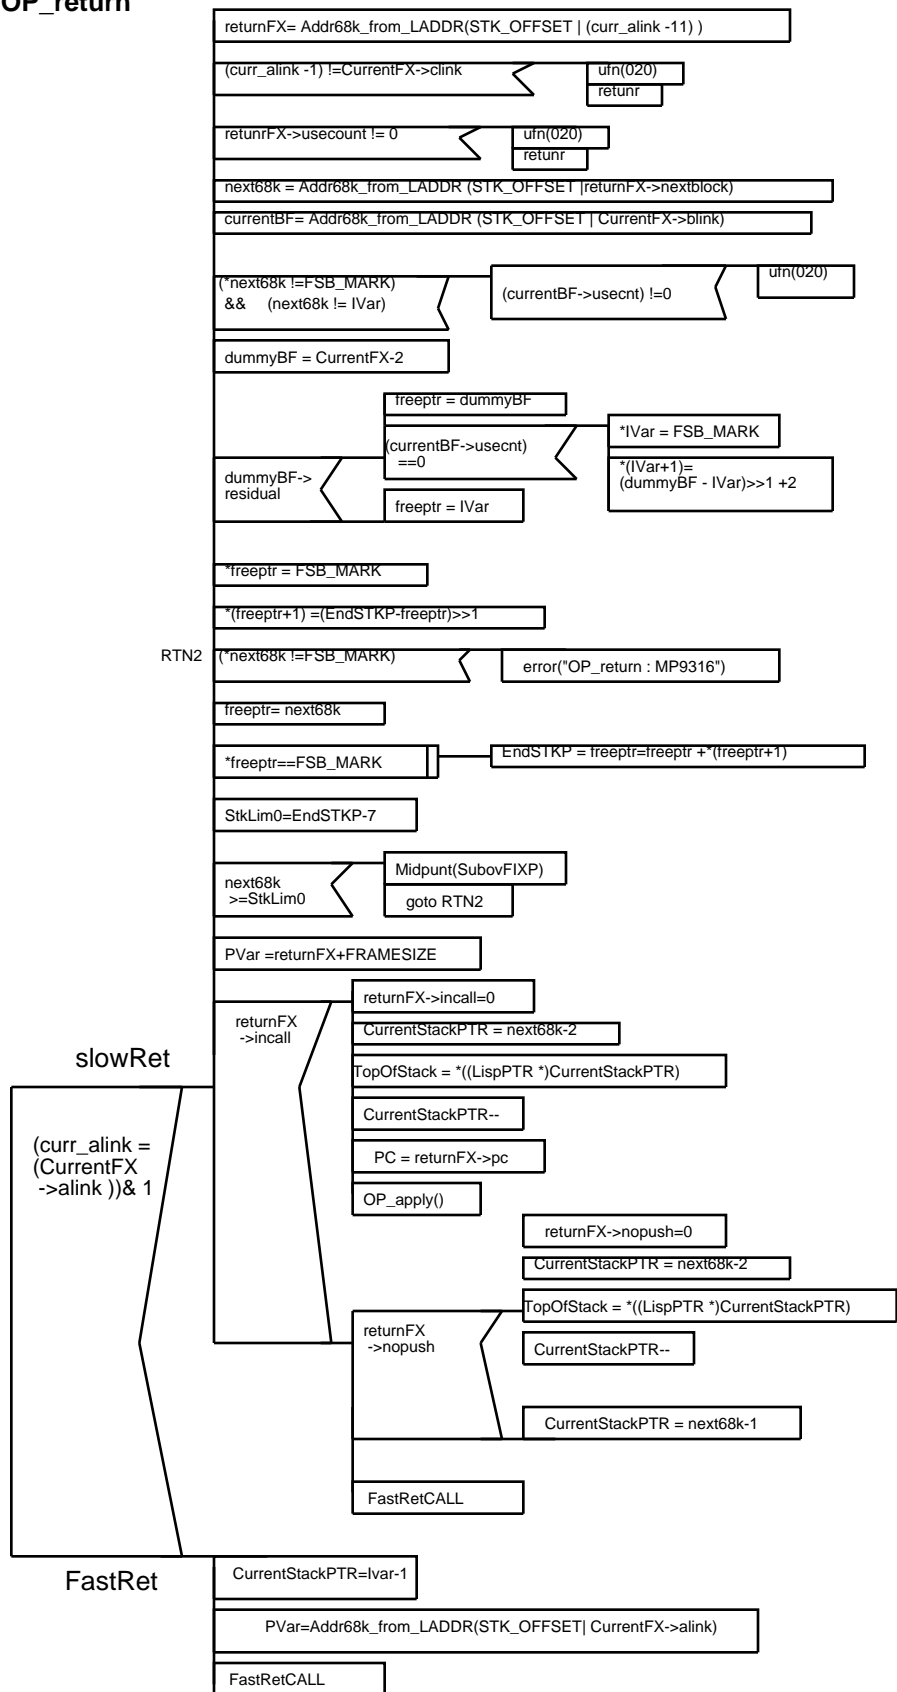 OP_return
returnFX= Addr68k_from_LADDR(STK_OFFSET | (curr_alink -11) )
(curr_alink -1) !=CurrentFX->clink
ufn(020)
retunr
retunrFX->usecount != 0
ufn(020)
retunr
next68k = Addr68k_from_LADDR (STK_OFFSET |returnFX->nextblock)
currentBF= Addr68k_from_LADDR (STK_OFFSET | CurrentFX->blink)
(*next68k !=FSB_MARK)
&& (next68k != IVar)
(currentBF->usecnt) !=0
ufn(020)
dummyBF = CurrentFX-2
dummyBF->
residual
freeptr = dummyBF
(currentBF->usecnt)
==0
*IVar = FSB_MARK
*(IVar+1)=
(dummyBF - IVar)>>1 +2
freeptr = IVar
*freeptr = FSB_MARK
*(freeptr+1) =(EndSTKP-freeptr)>>1
RTN2
(*next68k !=FSB_MARK)
error("OP_return : MP9316")
freeptr= next68k
*freeptr==FSB_MARK
EndSTKP = freeptr=freeptr +*(freeptr+1)
StkLim0=EndSTKP-7
next68k
>=StkLim0
Midpunt(SubovFIXP)
goto RTN2
PVar =returnFX+FRAMESIZE
returnFX
->incall
returnFX->incall=0
CurrentStackPTR = next68k-2
TopOfStack = *((LispPTR *)CurrentStackPTR)
CurrentStackPTR--
PC = returnFX->pc
OP_apply()
slowRet
(curr_alink =
(CurrentFX
->alink ))& 1
returnFX->nopush=0
CurrentStackPTR = next68k-2
TopOfStack = *((LispPTR *)CurrentStackPTR)
returnFX
->nopush
CurrentStackPTR--
CurrentStackPTR = next68k-1
FastRetCALL
FastRet
CurrentStackPTR=Ivar-1
PVar=Addr68k_from_LADDR(STK_OFFSET| CurrentFX->alink)
FastRetCALL